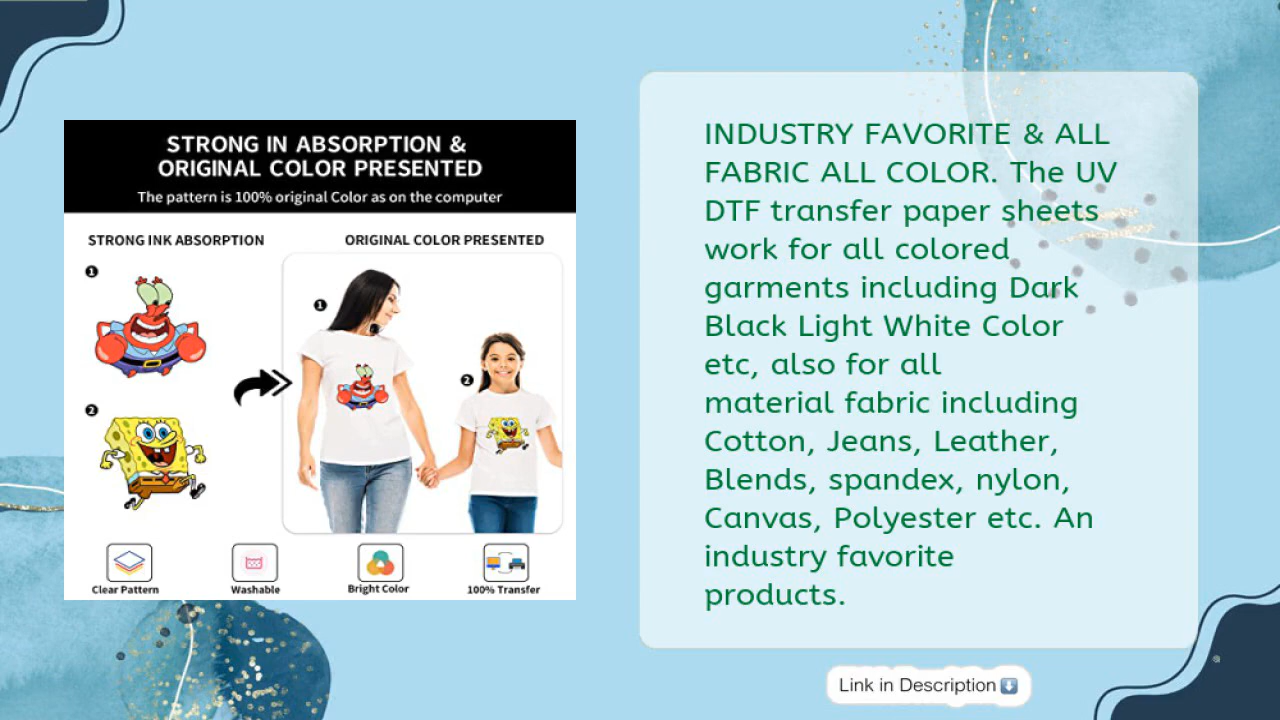 STRONG IN ABSORPTION &
ORIGINAL COLOR PRESENTED
The pattern is 100% original Color as on the computer
STRONG INK ABSORPTION
ORIGINAL COLOR PRESENTED
1
2
1
2
Clear Pattern
Washable
Bright Color
100% Transfer
INDUSTRY FAVORITE & ALL
FABRIC ALL COLOR. The UV
DTF transfer paper sheets
work for all colored
garments including Dark
Black Light White Color
etc, also for all
material fabric including
Cotton, Jeans, Leather,
Blends, spandex, nylon,
Canvas, Polyester etc. An
industry favorite
products.
Link in Description